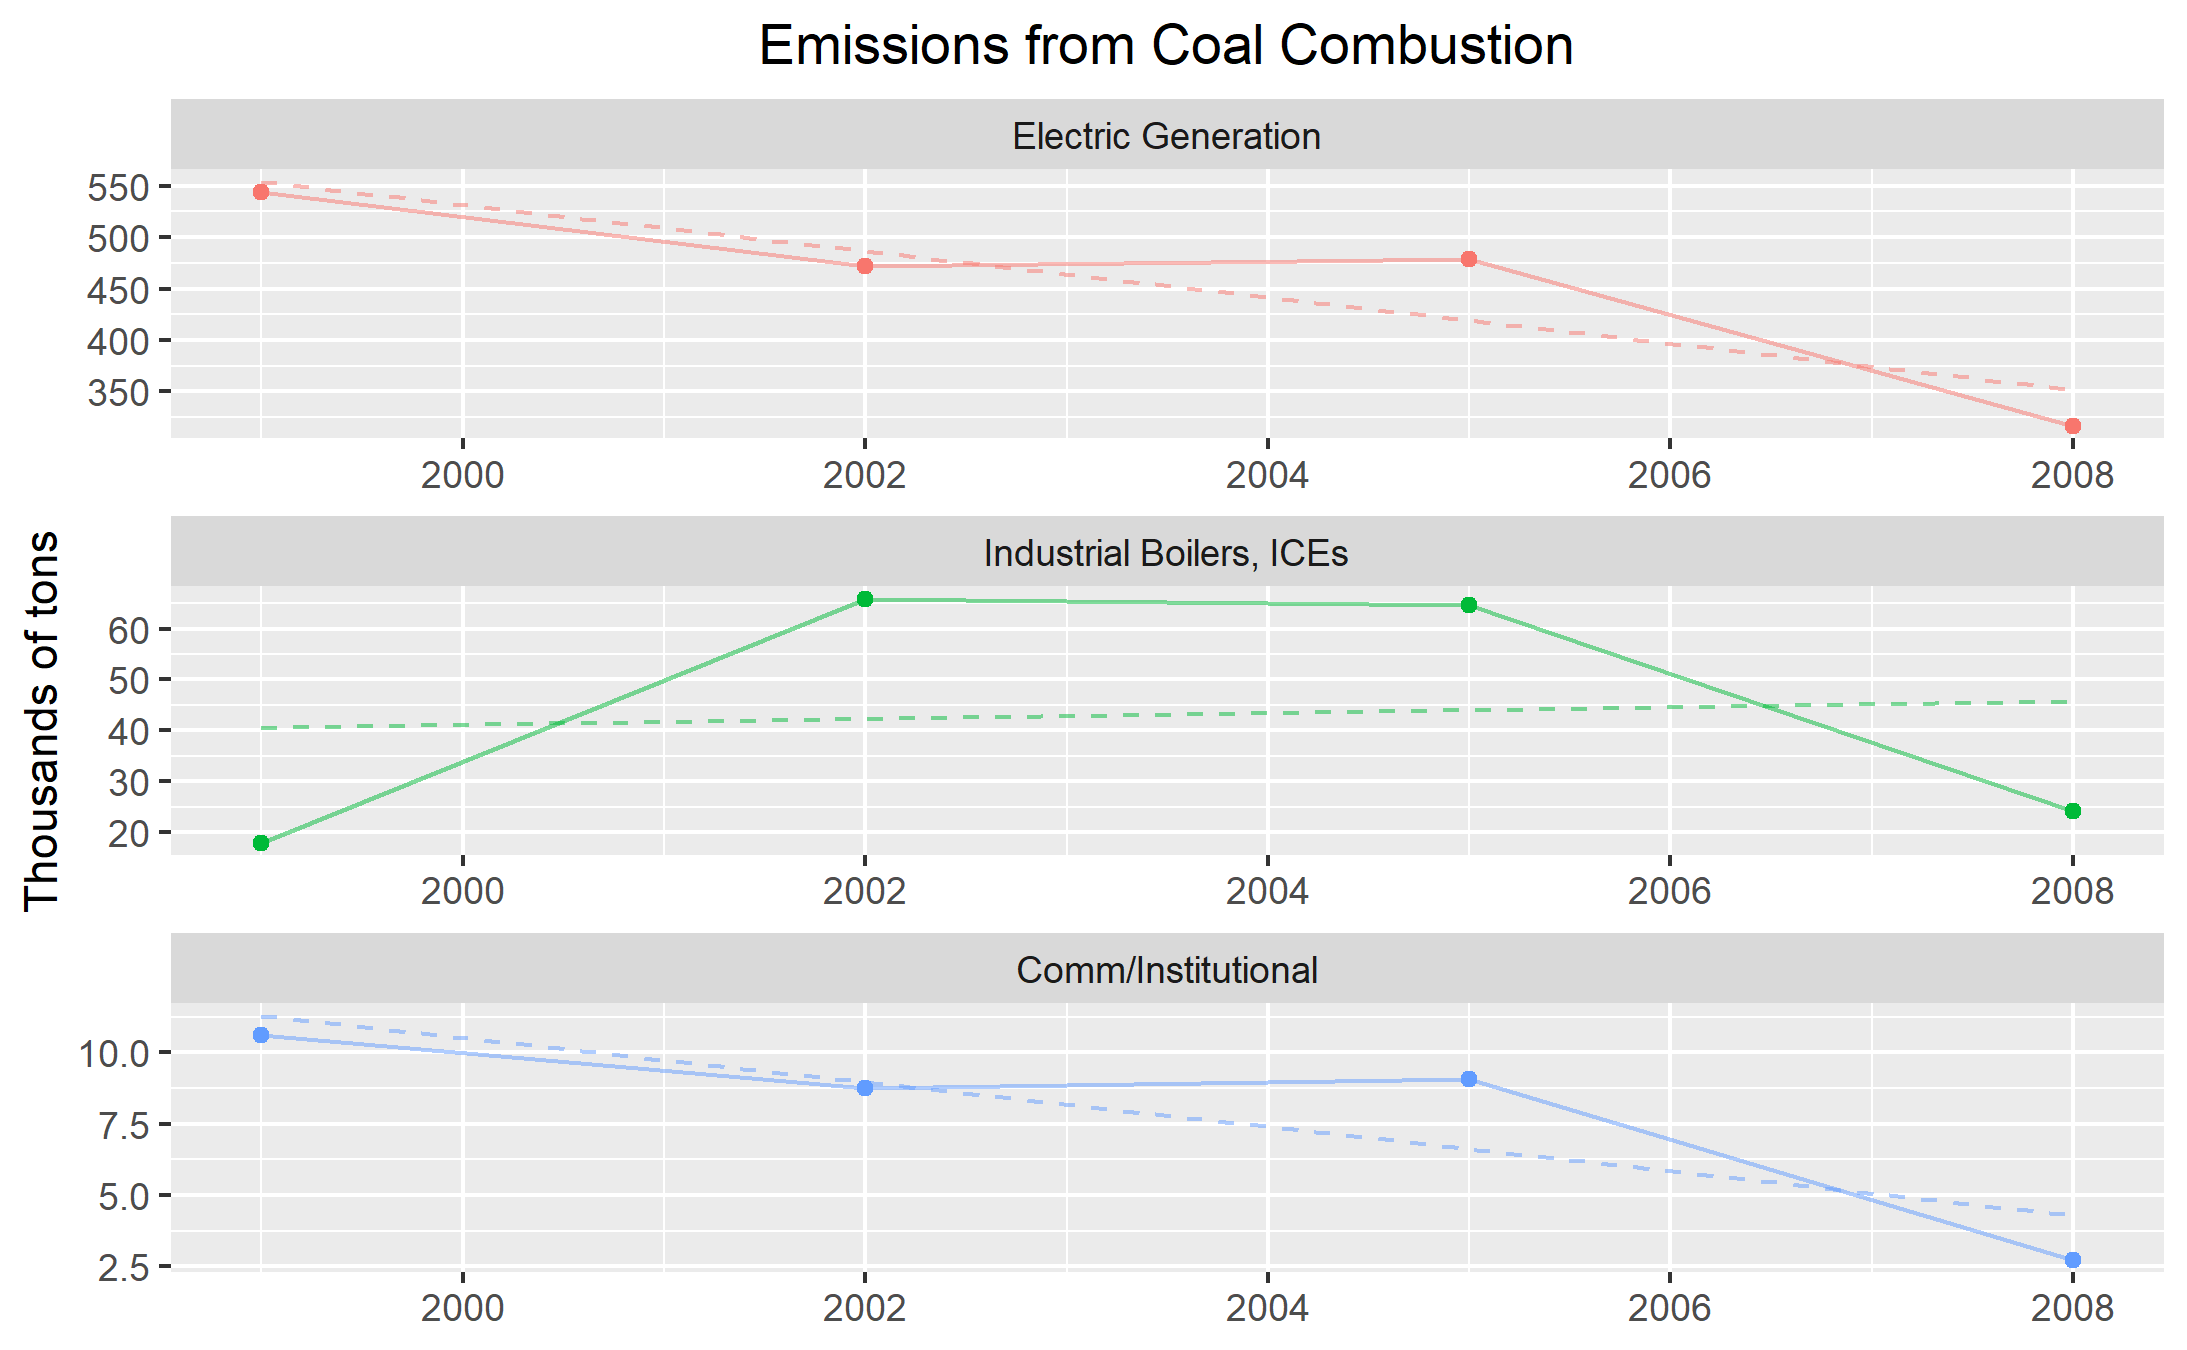 Emissions from Coal Combustion
Electric Generation
550
500
450
400
350
2000 2002 2004 2006 2008
Thousands of tons
Industrial Boilers, ICEs
60
50
40
30
20
2000 2002 2004 2006 2008
Comm/Institutional
10.0
7.5
5.0
2.5
2000 2002 2004 2006 2008